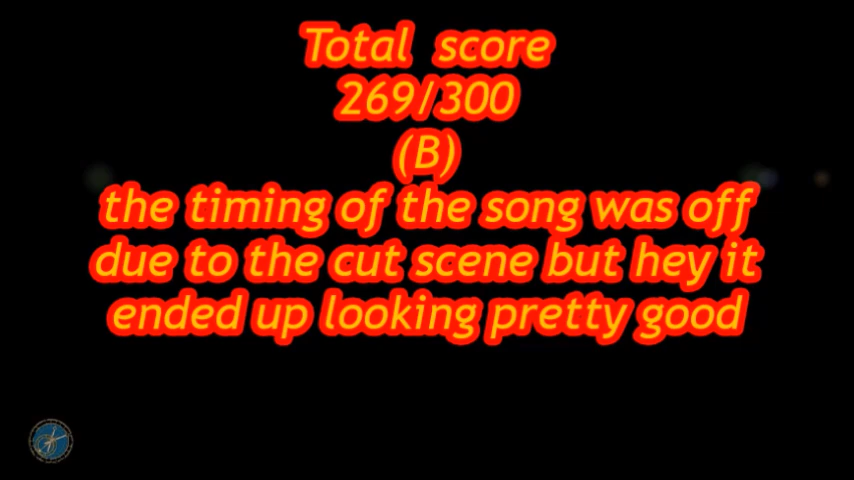 Total score
269/300
(B)
the timing of the song was off
due to the cut scene but hey it
ended up looking pretty good